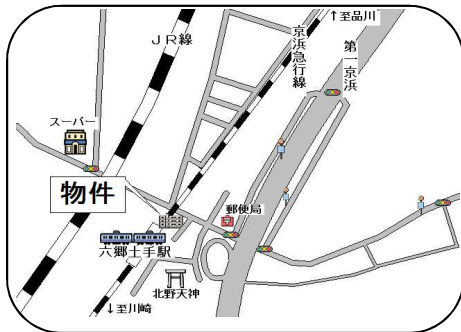 ↑至品川
JR線
京浜急行線
第一京浜
スーパー
物件
郵便局
六郷土手駅
北野天神
↓至川崎